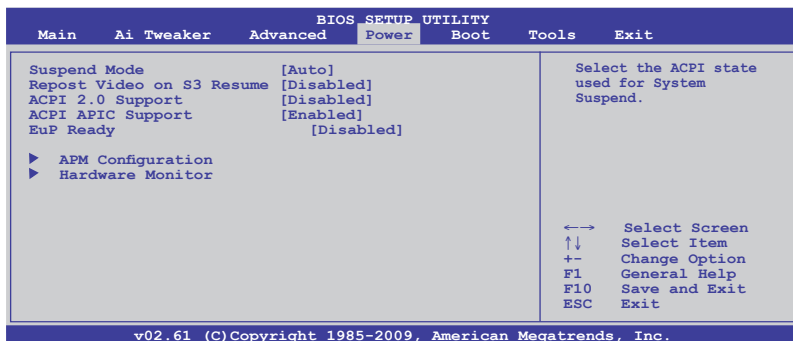 BIOS SETUP UTILITY
Main Ai Tweaker Advanced Power Boot Tools Exit
Suspend Mode [Auto]
Repost Video on S3 Resume [Disabled]
ACPI 2.0 Support [Disabled]
ACPI APIC Support [Enabled]
EuP Ready [Disabled]
▶ APM Configuration
▶ Hardware Monitor
Select the ACPI state
used for System
Suspend.
←→ Select Screen
↑↓ Select Item
+- Change Option
F1 General Help
F10 Save and Exit
ESC Exit
v02.61 (C)Copyright 1985-2009, American Megatrends, Inc.